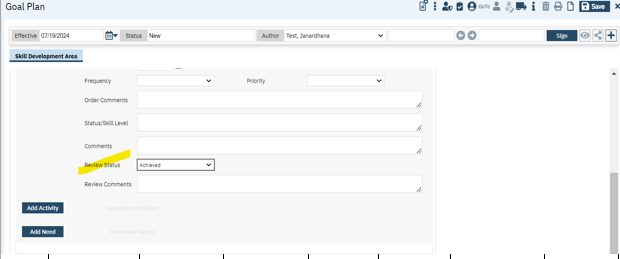 Goal Plan
GoTo
Save
Effective 07/19/2024 Status New Author Test, Janardhana Sign
Skill Development Area
Frequency Priority
Order Comments
Status/Skill Level
Comments
Review Status Achieved
Review Comments
Add Activity
Add Need